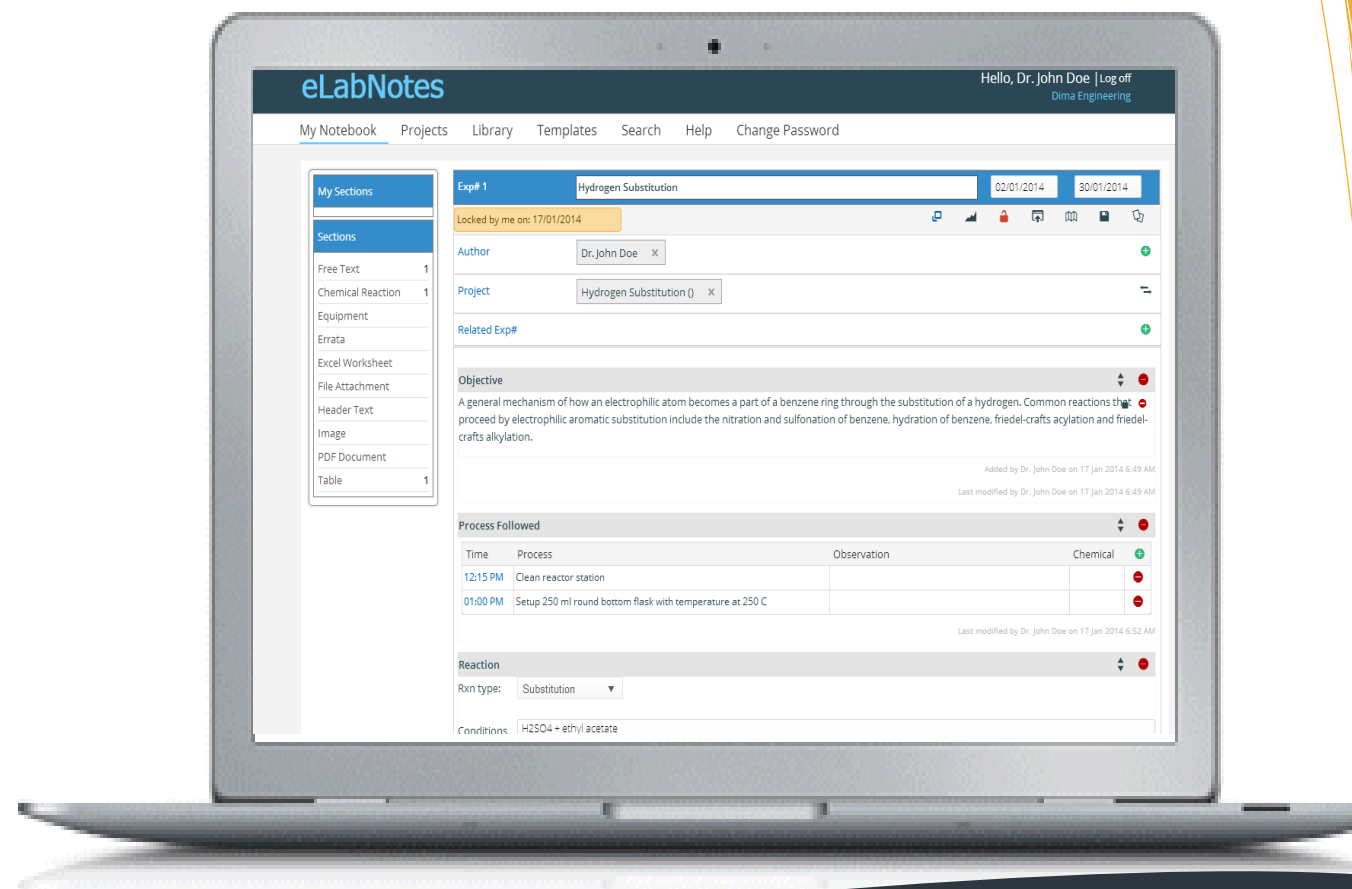 eLabNotes
Hello, Dr. John Doe | Log off
Dima Engineering
My Notebook Projects Library Templates Search Help Change Password
My Sections
Sections
Free Text 1
Chemical Reaction 1
Equipment
Errata
Excel Worksheet
File Attachment
Header Text
Image
PDF Document
Table 1
Exp# 1 Hydrogen Substitution 02/01/2014 30/01/2014
Locked by me on: 17/01/2014
Author Dr. John Doe x
Project Hydrogen Substitution () x
Related Exp#
Objective
A general mechanism of how an electrophilic atom becomes a part of a benzene ring through the substitution of a hydrogen. Common reactions that
proceed by electrophilic aromatic substitution include the nitration and sulfonation of benzene, hydration of benzene, friedel-crafts acylation and friedel-
crafts alkylation.
Added by Dr. John Doe on 17 Jan 2014 6:49 AM
Last modified by Dr. John Doe on 17 Jan 2014 6:49 AM
Process Followed
Time Process Observation Chemical
12:15 PM Clean reactor station
01:00 PM Setup 250 ml round bottom flask with temperature at 250 C
Last modified by Dr. John Doe on 17 Jan 2014 6:52 AM
Reaction
Rxn type: Substitution
Conditions H2SO4 + ethyl acetate